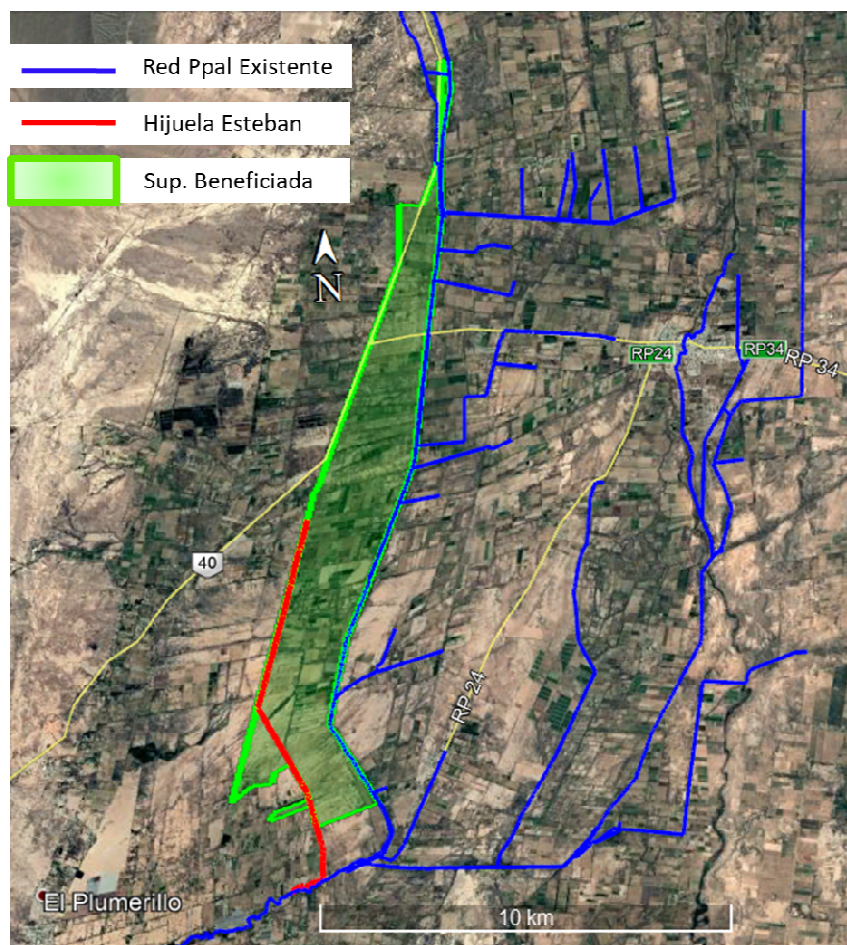 Red Ppal Existente
Hijuela Esteban
Sup. Beneficiada
N
RP24
RP34
RP 34
40
RP 24
El Plumerillo
10 km